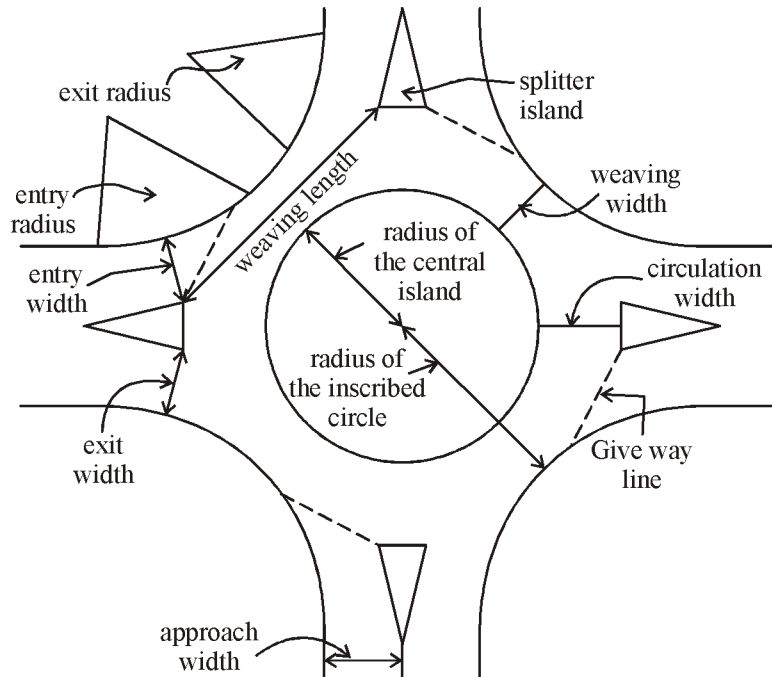 exit radius
splitter
island
entry
radius
weaving length
weaving
width
radius of
the central
island
entry
width
circulation
width
radius of
the inscribed
circle
exit
width
Give way
line
approach
width